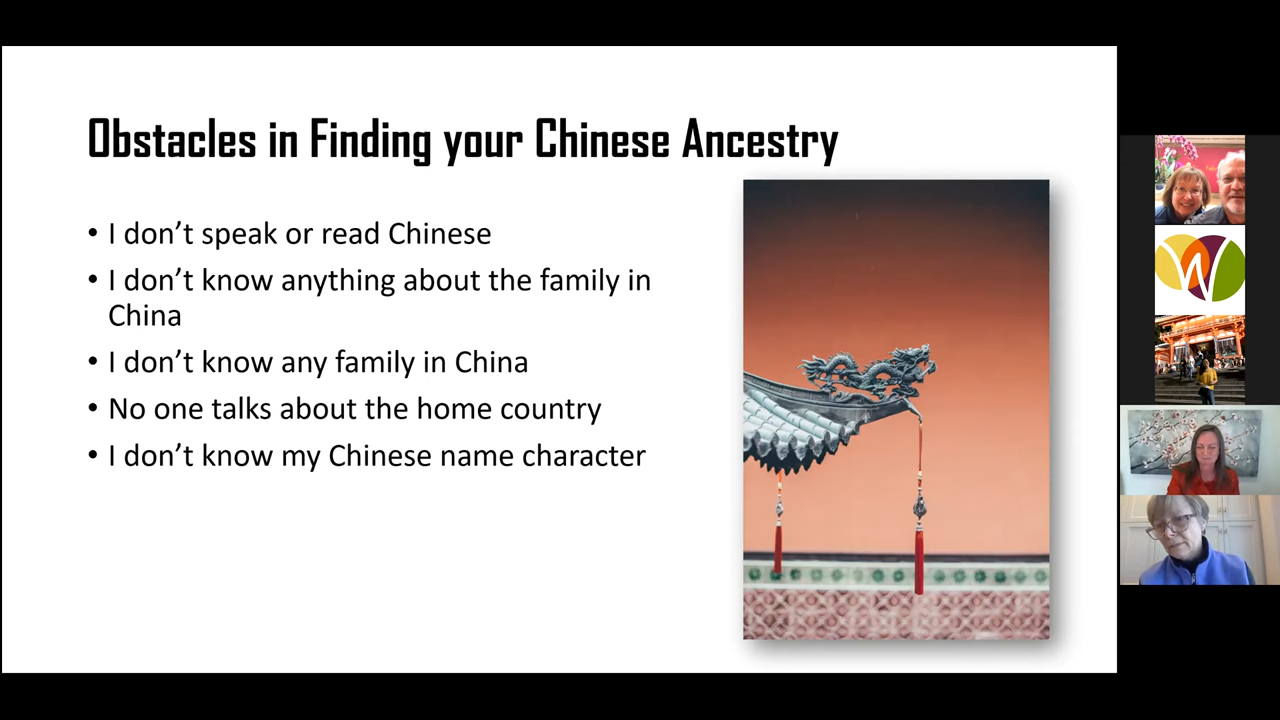 Obstacles in Finding your Chinese Ancestry
• I don’t speak or read Chinese
• I don’t know anything about the family in
China
• I don’t know any family in China
• No one talks about the home country
• I don’t know my Chinese name character